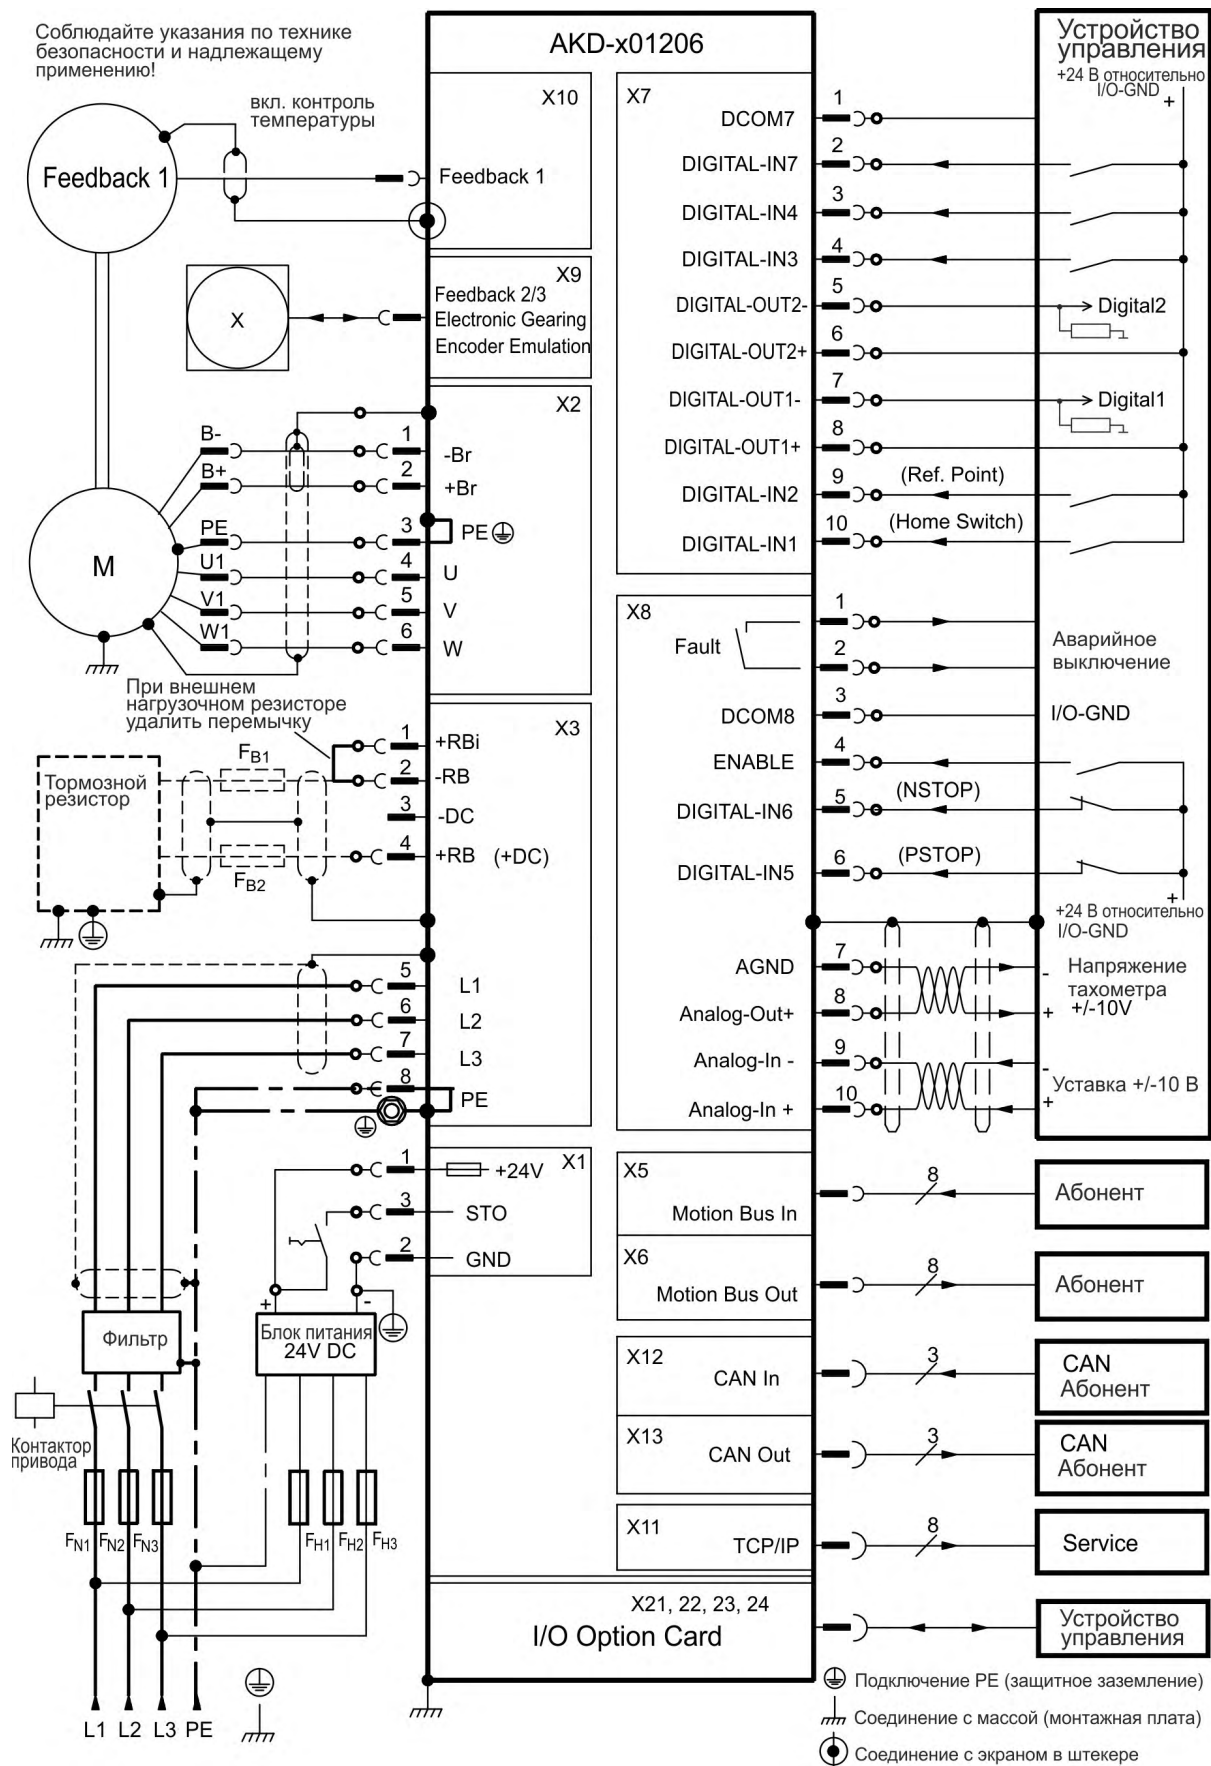 Соблюдайте указания по технике
безопасности и надлежащему
применению!
вкл. контроль
температуры
Feedback 1
X
B-
B+
PE
U1
V1
W1
M
При внешнем
нагрузочном резисторе
удалить перемычку
Тормозной
резистор
FB1
FB2
AKD-x01206
X10
Feedback 1
X9
Feedback 2/3
Electronic Gearing
Encoder Emulation
X2
1
-Br
2
+Br
3
PE
4
U
5
V
6
W
X3
1
+RBi
2
-RB
3
-DC
4
+RB (+DC)
5
L1
6
L2
7
L3
8
PE
X1
1
+24V
3
STO
2
GND
+
-
Блок питания
24V DC
Фильтр
Контактор
привода
FN1
FN2
FN3
FH1
FH2
FH3
L1
L2
L3
PE
X7
DCOM7
1
DIGITAL-IN7
2
DIGITAL-IN4
3
DIGITAL-IN3
4
DIGITAL-OUT2-
5
Digital2
DIGITAL-OUT2+
6
DIGITAL-OUT1-
7
Digital1
DIGITAL-OUT1+
8
DIGITAL-IN2
9
(Ref. Point)
DIGITAL-IN1
10
(Home Switch)
Устройство
управления
+24 В относительно
I/O-GND
+
X8
Fault
1
2
Аварийное
выключение
DCOM8
3
I/O-GND
ENABLE
4
DIGITAL-IN6
5
(NSTOP)
DIGITAL-IN5
6
(PSTOP)
+
+24 В относительно
I/O-GND
AGND
7
-
Напряжение
тахометра
+/-10V
Analog-Out+
8
+
Analog-In -
9
-
Уставка +/-10 В
Analog-In +
10
+
X5
Motion Bus In
8
Абонент
X6
Motion Bus Out
8
Абонент
X12
CAN In
3
CAN
Абонент
X13
CAN Out
3
CAN
Абонент
X11
TCP/IP
8
Service
X21, 22, 23, 24
I/O Option Card
Устройство
управления
Подключение PE (защитное заземление)
Соединение с массой (монтажная плата)
Соединение с экраном в штекере